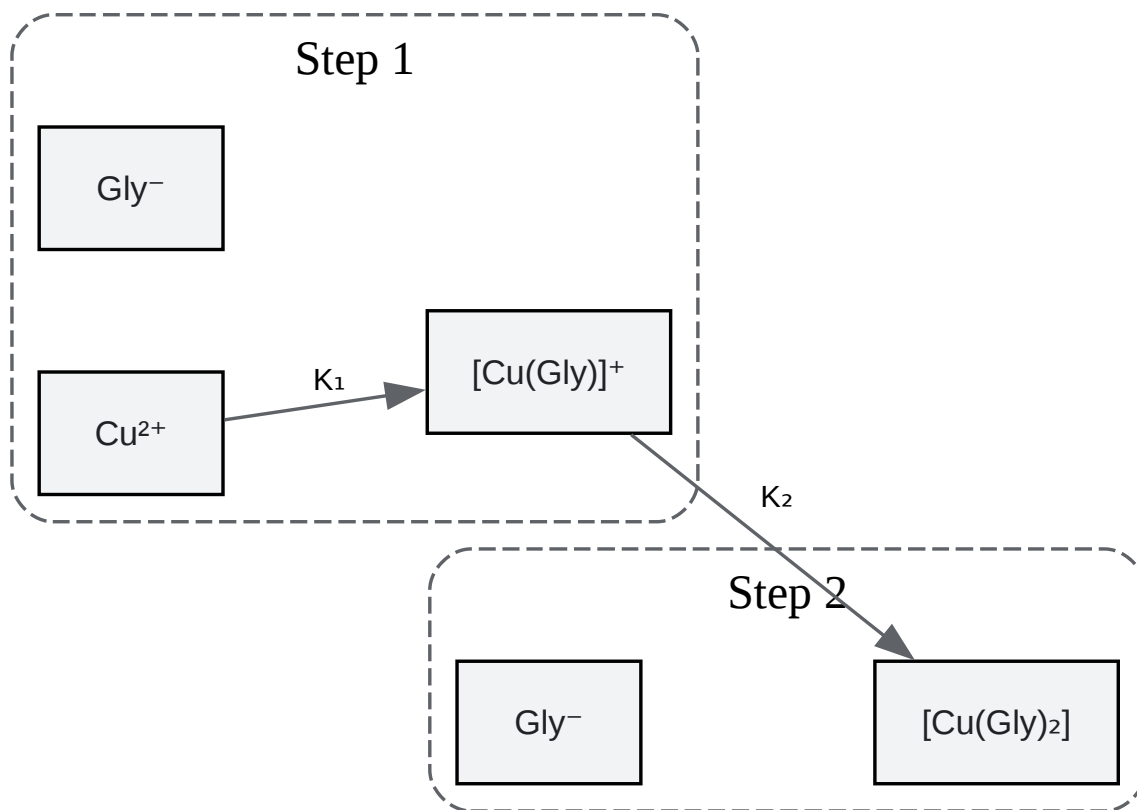 Step 1
Gly⁻
[Cu(Gly)]⁺
K₁
Cu²⁺
K₂
Step 2
Gly⁻
[Cu(Gly)₂]